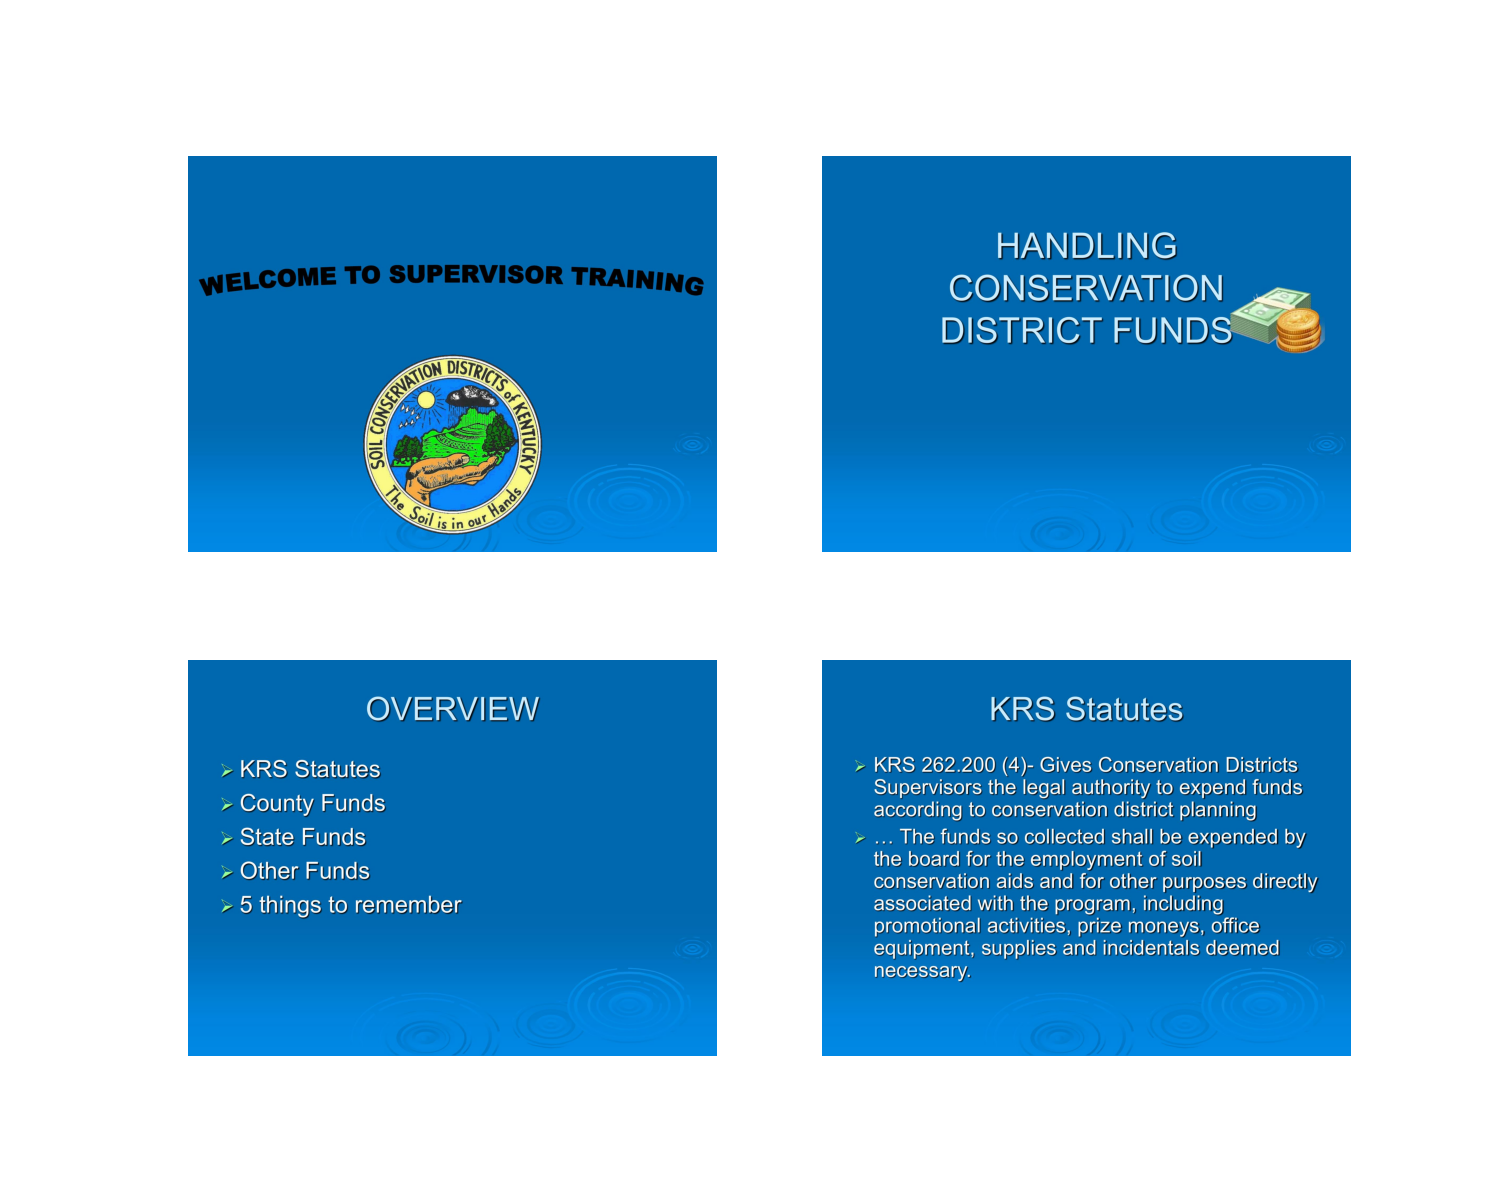 WELCOME TO SUPERVISOR TRAINING
SOIL CONSERVATION DISTRICTS of KENTUCKY
The Soil is in our Hands
HANDLING
CONSERVATION
DISTRICT FUNDS
OVERVIEW
➢ KRS Statutes
➢ County Funds
➢ State Funds
➢ Other Funds
➢ 5 things to remember
KRS Statutes
➢ KRS 262.200 (4)- Gives Conservation Districts
Supervisors the legal authority to expend funds
according to conservation district planning
➢ … The funds so collected shall be expended by
the board for the employment of soil
conservation aids and for other purposes directly
associated with the program, including
promotional activities, prize moneys, office
equipment, supplies and incidentals deemed
necessary.